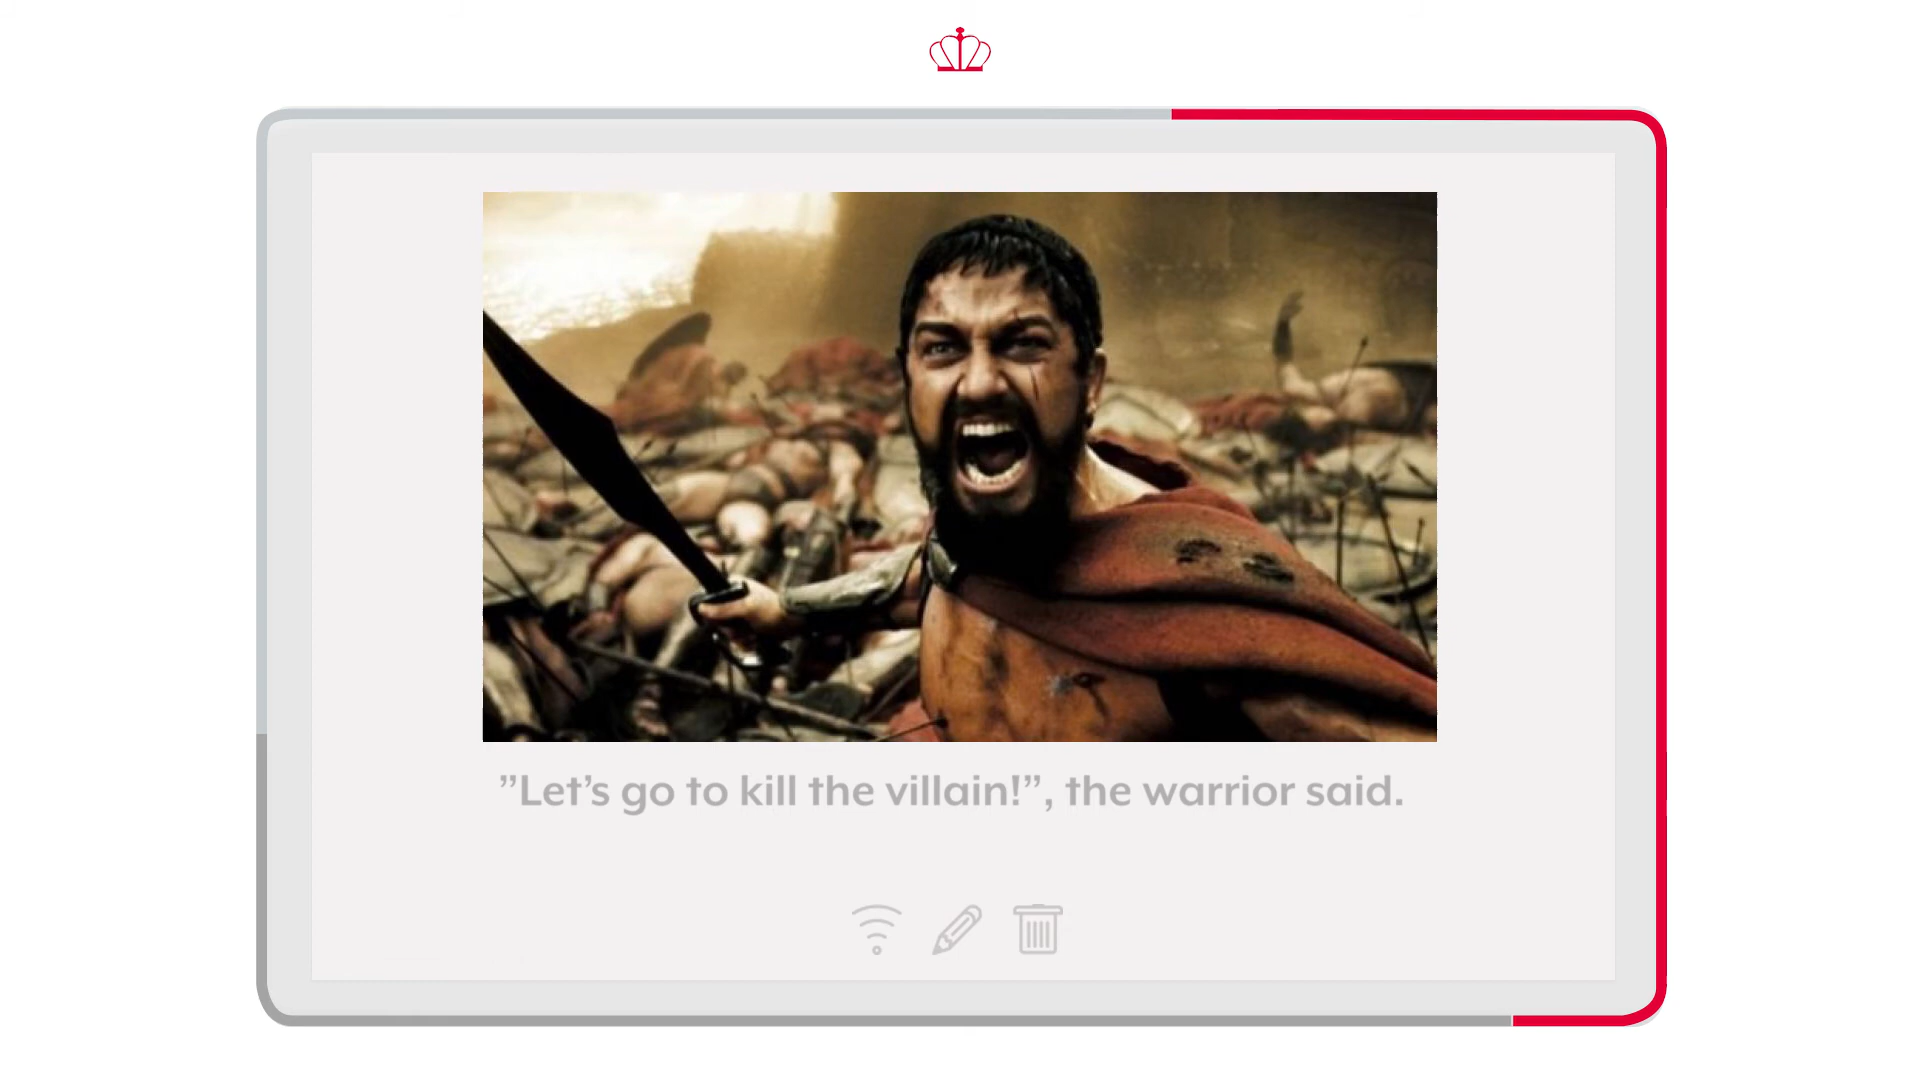 ”Let’s go to kill the villain!”, the warrior said.